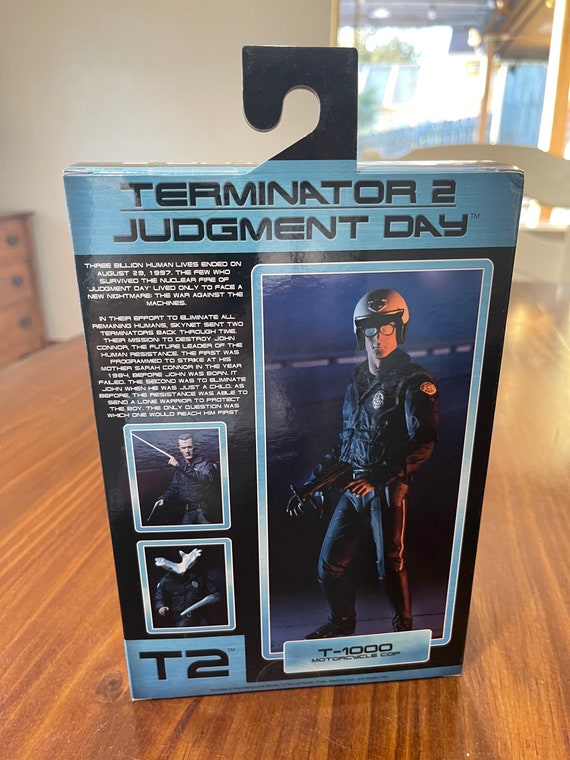 TERMINATOR 2
JUDGMENT DAY™
THREE BILLION HUMAN LIVES ENDED ON
AUGUST 29, 1997. THE FEW WHO
SURVIVED THE NUCLEAR FIRE OF
'JUDGMENT DAY' LIVED ONLY TO FACE A
NEW NIGHTMARE: THE WAR AGAINST THE
MACHINES.
IN THEIR EFFORT TO ELIMINATE ALL
REMAINING HUMANS, SKYNET SENT TWO
TERMINATORS BACK THROUGH TIME.
THEIR MISSION: TO DESTROY JOHN
CONNOR, THE FUTURE LEADER OF THE
HUMAN RESISTANCE. THE FIRST WAS
PROGRAMMED TO STRIKE AT HIS
MOTHER SARAH CONNOR IN THE YEAR
1984, BEFORE JOHN WAS BORN. IT
FAILED. THE SECOND WAS TO ELIMINATE
JOHN WHEN HE WAS JUST A CHILD. AS
BEFORE, THE RESISTANCE WAS ABLE TO
SEND A LONE WARRIOR TO PROTECT
THE BOY. THE ONLY QUESTION WAS
WHICH ONE WOULD REACH HIM FIRST
T-1000
MOTORCYCLE COP
T2™